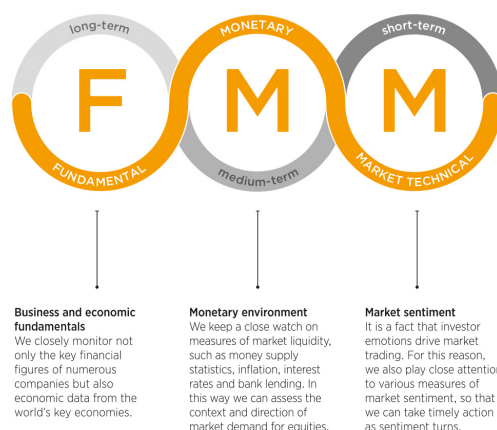 long-term
MONETARY
short-term
F
M
M
FUNDAMENTAL
medium-term
MARKET TECHNICAL
Business and economic
fundamentals
We closely monitor not
only the key financial
figures of numerous
companies but also
economic data from the
world's key economies.
Monetary environment
We keep a close watch on
measures of market liquidity,
such as money supply
statistics, inflation, interest
rates and bank lending. In
this way we can assess the
context and direction of
market demand for equities.
Market sentiment
It is a fact that investor
emotions drive market
trading. For this reason,
we also play close attention
to various measures of
market sentiment, so that
we can take timely action
as sentiment turns.